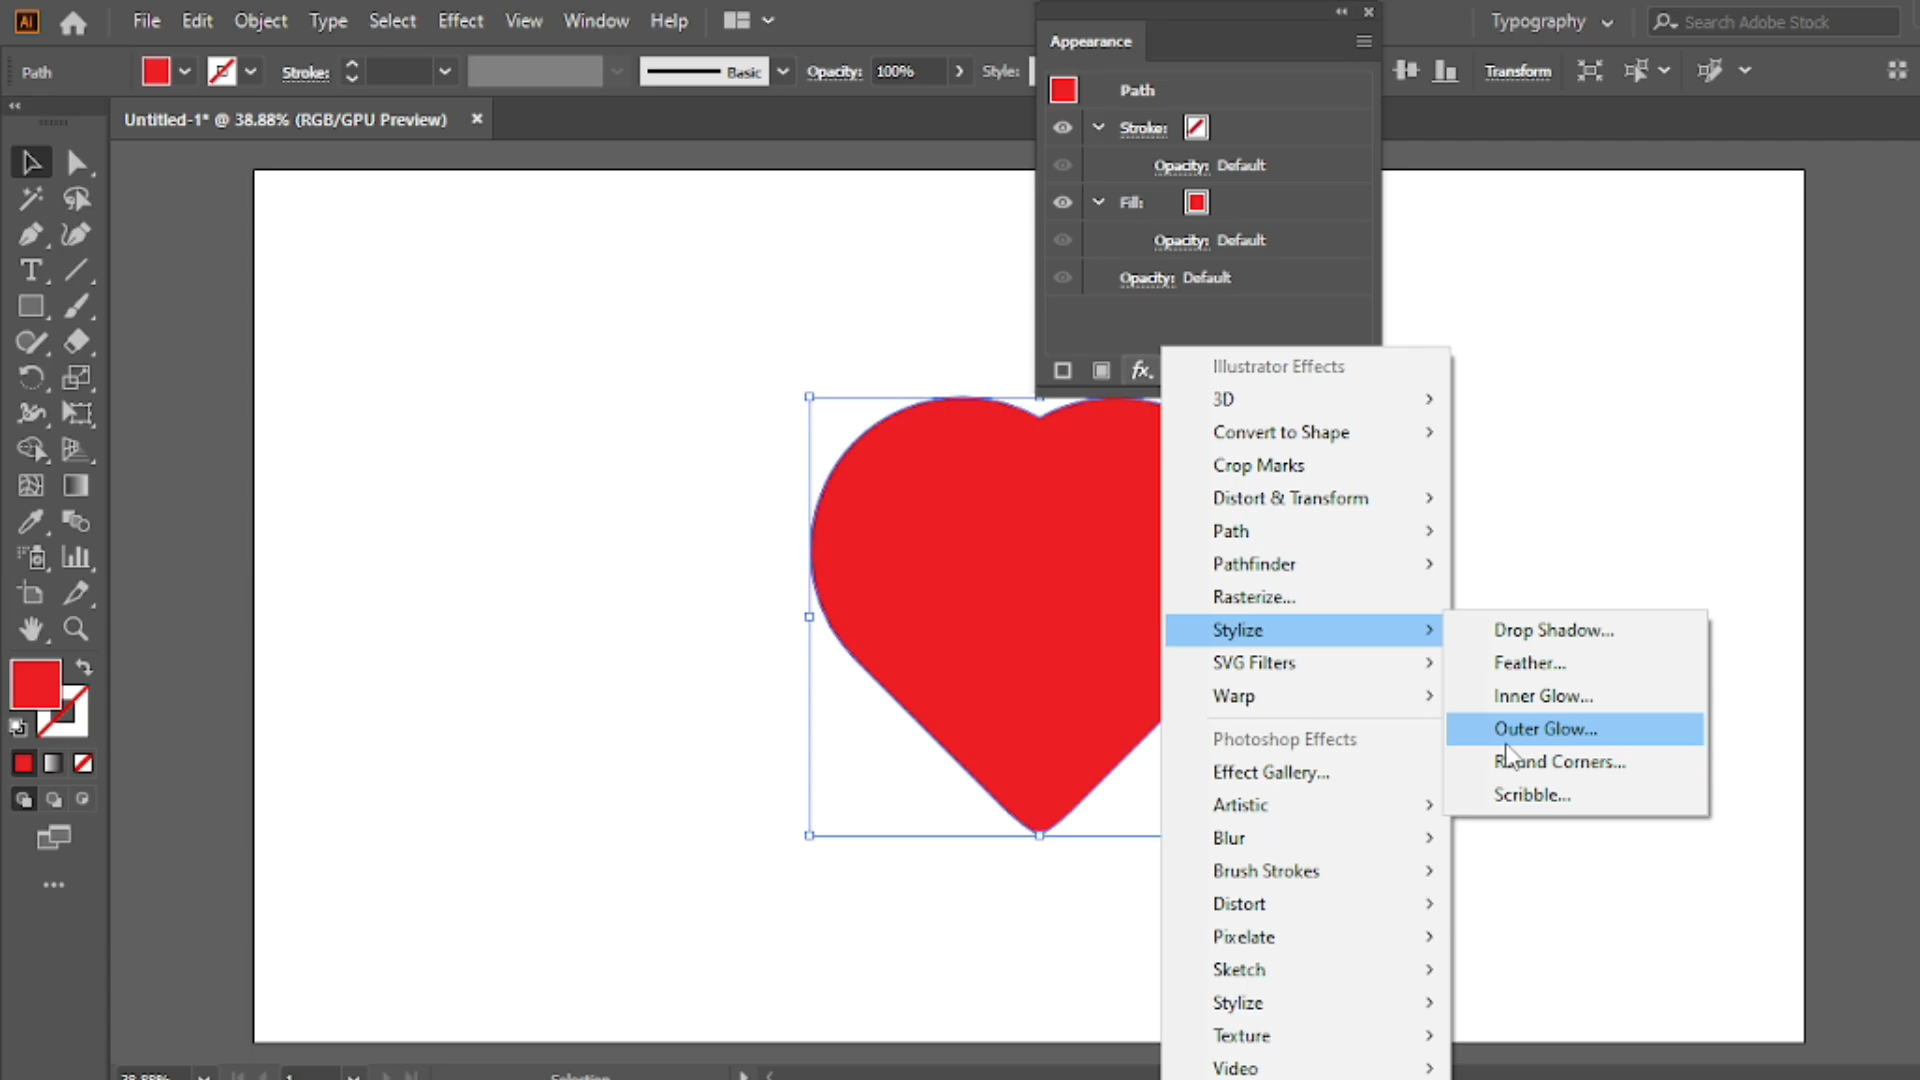 Ai File Edit Object Type Select Effect View Window Help
Typography Search Adobe Stock
Path Stroke: Basic Opacity: 100% Style: Transform
Untitled-1* @ 38.88% (RGB/GPU Preview) ×
Appearance
Path
Stroke:
Opacity: Default
Fill:
Opacity: Default
Opacity: Default
fx.
Illustrator Effects
3D
Convert to Shape
Crop Marks
Distort & Transform
Path
Pathfinder
Rasterize...
Stylize
SVG Filters
Warp
Photoshop Effects
Effect Gallery...
Artistic
Blur
Brush Strokes
Distort
Pixelate
Sketch
Stylize
Texture
Video
Drop Shadow...
Feather...
Inner Glow...
Outer Glow...
Round Corners...
Scribble...
38.88% 1 Selection